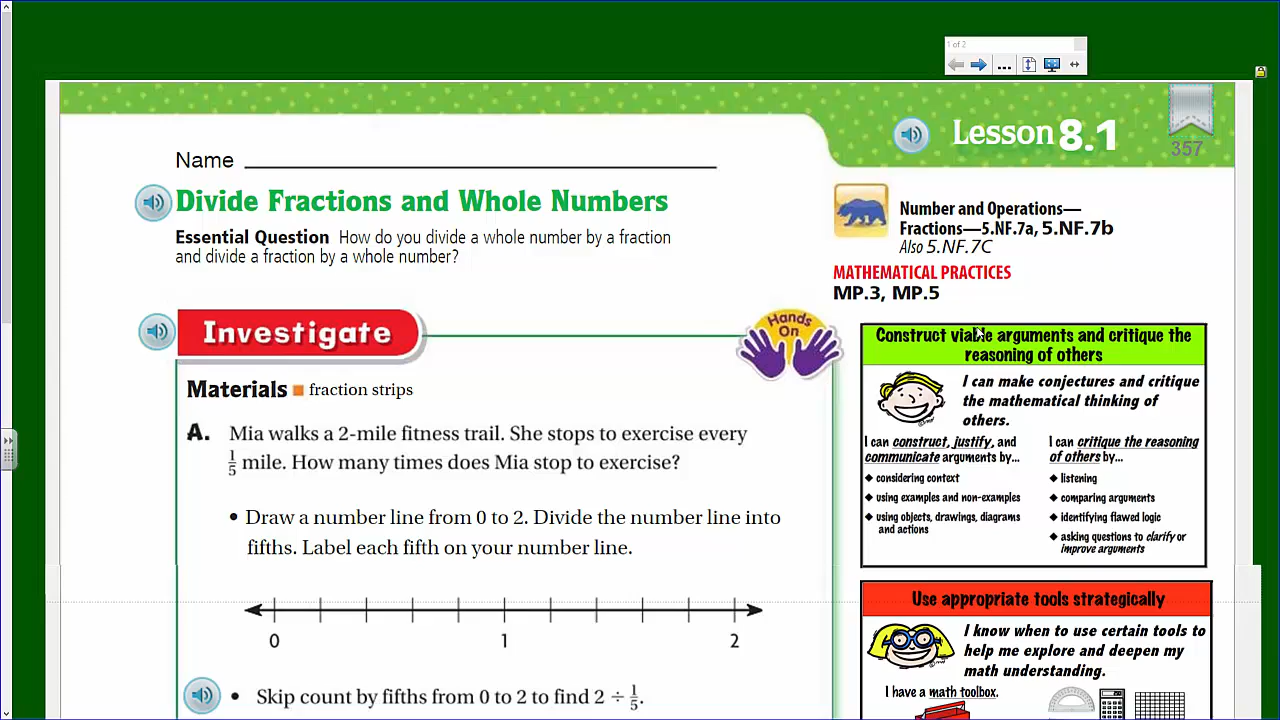 1 of 2
Lesson 8.1
357
Name
Divide Fractions and Whole Numbers
Essential Question How do you divide a whole number by a fraction
and divide a fraction by a whole number?
Number and Operations—
Fractions—5.NF.7a, 5.NF.7b
Also 5.NF.7C
MATHEMATICAL PRACTICES
MP.3, MP.5
Investigate
Hands
On
Materials ■ fraction strips
A. Mia walks a 2-mile fitness trail. She stops to exercise every
1/5 mile. How many times does Mia stop to exercise?
• Draw a number line from 0 to 2. Divide the number line into
fifths. Label each fifth on your number line.
0 1 2
• Skip count by fifths from 0 to 2 to find 2 ÷ 1/5.
Construct viable arguments and critique the
reasoning of others
I can make conjectures and critique
the mathematical thinking of
others.
I can construct, justify, and
communicate arguments by...
◆ considering context
◆ using examples and non-examples
◆ using objects, drawings, diagrams
and actions
I can critique the reasoning
of others by...
◆ listening
◆ comparing arguments
◆ identifying flawed logic
◆ asking questions to clarify or
improve arguments
Use appropriate tools strategically
I know when to use certain tools to
help me explore and deepen my
math understanding.
I have a math toolbox.